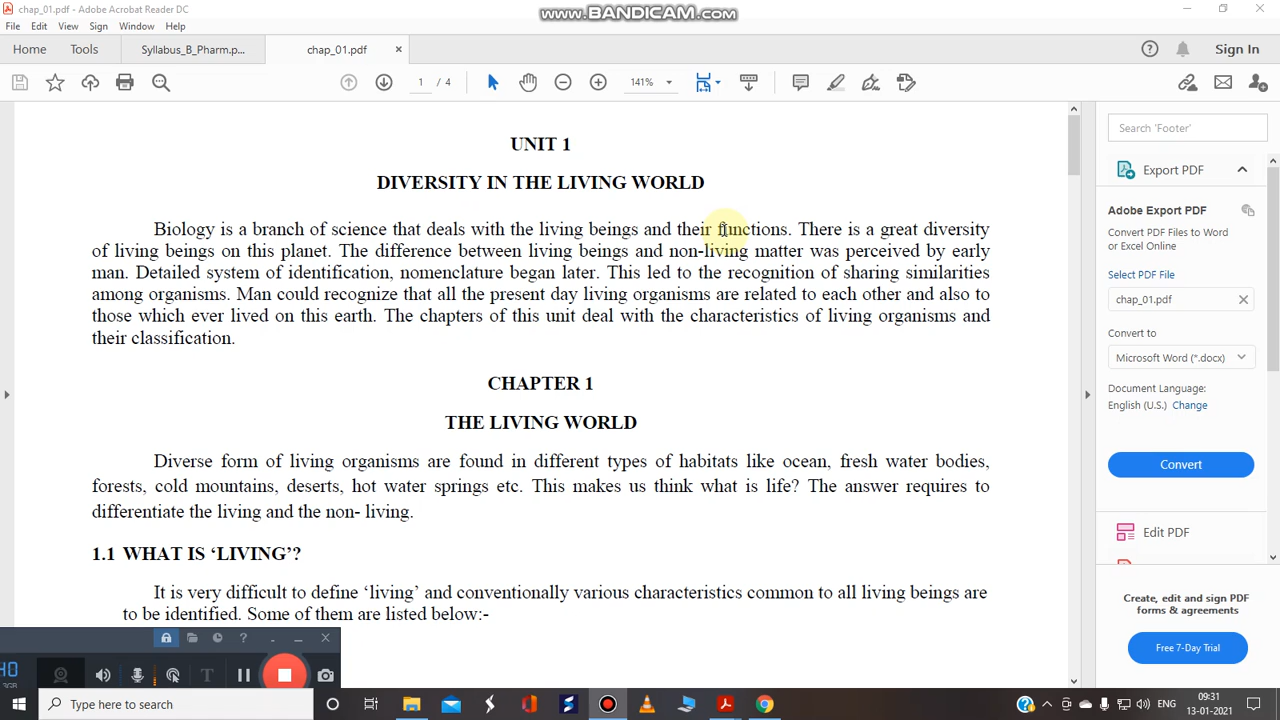 chap_01.pdf - Adobe Acrobat Reader DC
www.BANDICAM.com
File Edit View Sign Window Help
Home Tools Syllabus_B_Pharm.p... chap_01.pdf × Sign In
1 / 4 141%
UNIT 1
DIVERSITY IN THE LIVING WORLD
Biology is a branch of science that deals with the living beings and their functions. There is a great diversity
of living beings on this planet. The difference between living beings and non-living matter was perceived by early
man. Detailed system of identification, nomenclature began later. This led to the recognition of sharing similarities
among organisms. Man could recognize that all the present day living organisms are related to each other and also to
those which ever lived on this earth. The chapters of this unit deal with the characteristics of living organisms and
their classification.
CHAPTER 1
THE LIVING WORLD
Diverse form of living organisms are found in different types of habitats like ocean, fresh water bodies,
forests, cold mountains, deserts, hot water springs etc. This makes us think what is life? The answer requires to
differentiate the living and the non- living.
1.1 WHAT IS ‘LIVING’?
It is very difficult to define ‘living’ and conventionally various characteristics common to all living beings are
to be identified. Some of them are listed below:-
Search 'Footer'
Export PDF
Adobe Export PDF
Convert PDF Files to Word
or Excel Online
Select PDF File
chap_01.pdf
Convert to
Microsoft Word (*.docx)
Document Language:
English (U.S.) Change
Convert
Edit PDF
Create, edit and sign PDF
forms & agreements
Free 7-Day Trial
Type here to search
ENG
09:31
13-01-2021